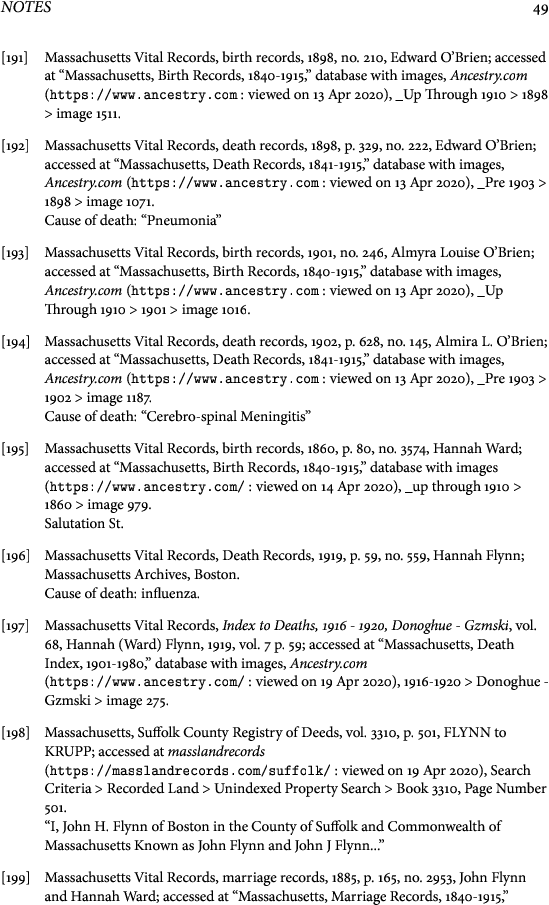 NOTES 49
[191] Massachusetts Vital Records, birth records, 1898, no. 210, Edward O’Brien; accessed
at “Massachusetts, Birth Records, 1840-1915,” database with images, Ancestry.com
(https://www.ancestry.com : viewed on 13 Apr 2020), _Up Through 1910 > 1898
> image 1511.
[192] Massachusetts Vital Records, death records, 1898, p. 329, no. 222, Edward O’Brien;
accessed at “Massachusetts, Death Records, 1841-1915,” database with images,
Ancestry.com (https://www.ancestry.com : viewed on 13 Apr 2020), _Pre 1903 >
1898 > image 1071.
Cause of death: “Pneumonia”
[193] Massachusetts Vital Records, birth records, 1901, no. 246, Almyra Louise O’Brien;
accessed at “Massachusetts, Birth Records, 1840-1915,” database with images,
Ancestry.com (https://www.ancestry.com : viewed on 13 Apr 2020), _Up
Through 1910 > 1901 > image 1016.
[194] Massachusetts Vital Records, death records, 1902, p. 628, no. 145, Almira L. O’Brien;
accessed at “Massachusetts, Death Records, 1841-1915,” database with images,
Ancestry.com (https://www.ancestry.com : viewed on 13 Apr 2020), _Pre 1903 >
1902 > image 1187.
Cause of death: “Cerebro-spinal Meningitis”
[195] Massachusetts Vital Records, birth records, 1860, p. 80, no. 3574, Hannah Ward;
accessed at “Massachusetts, Birth Records, 1840-1915,” database with images
(https://www.ancestry.com/ : viewed on 14 Apr 2020), _up through 1910 >
1860 > image 979.
Salutation St.
[196] Massachusetts Vital Records, Death Records, 1919, p. 59, no. 559, Hannah Flynn;
Massachusetts Archives, Boston.
Cause of death: influenza.
[197] Massachusetts Vital Records, Index to Deaths, 1916 - 1920, Donoghue - Gzmski, vol.
68, Hannah (Ward) Flynn, 1919, vol. 7 p. 59; accessed at “Massachusetts, Death
Index, 1901-1980,” database with images, Ancestry.com
(https://www.ancestry.com/ : viewed on 19 Apr 2020), 1916-1920 > Donoghue -
Gzmski > image 275.
[198] Massachusetts, Suffolk County Registry of Deeds, vol. 3310, p. 501, FLYNN to
KRUPP; accessed at masslandrecords
(https://masslandrecords.com/suffolk/ : viewed on 19 Apr 2020), Search
Criteria > Recorded Land > Unindexed Property Search > Book 3310, Page Number
501.
“I, John H. Flynn of Boston in the County of Suffolk and Commonwealth of
Massachusetts Known as John Flynn and John J Flynn...”
[199] Massachusetts Vital Records, marriage records, 1885, p. 165, no. 2953, John Flynn
and Hannah Ward; accessed at “Massachusetts, Marriage Records, 1840-1915,”